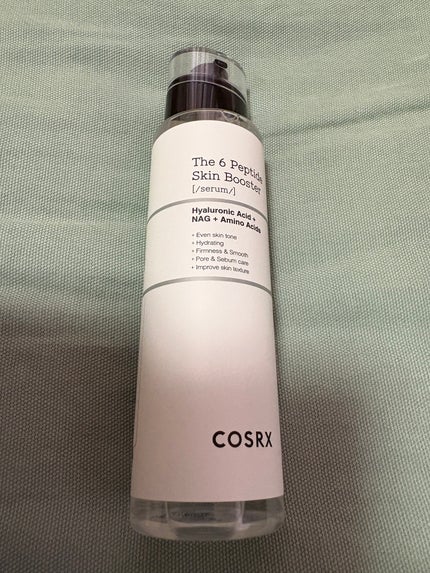 The 6 Peptide
Skin Booster
[/serum/]
Hyaluronic Acid +
NAG + Amino Acids
+ Even skin tone
+ Hydrating
+ Firmness & Smooth
+ Pore & Sebum care
+ Improve skin texture
COSRX